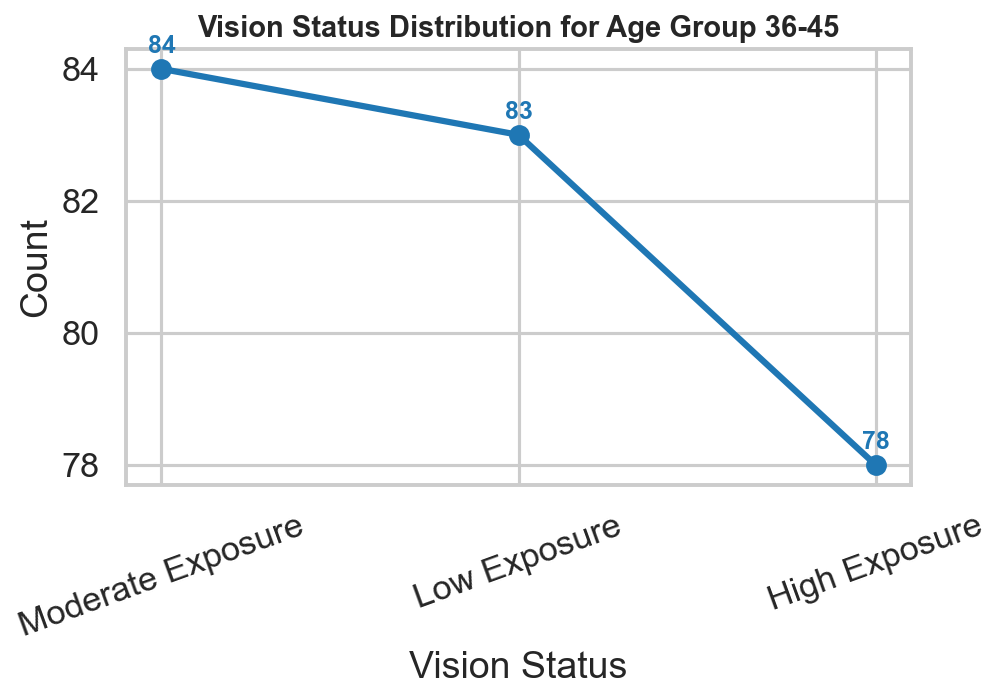 Vision Status Distribution for Age Group 36-45
84
84
83
82
Count
80
78
78
Moderate Exposure
Low Exposure
High Exposure
Vision Status